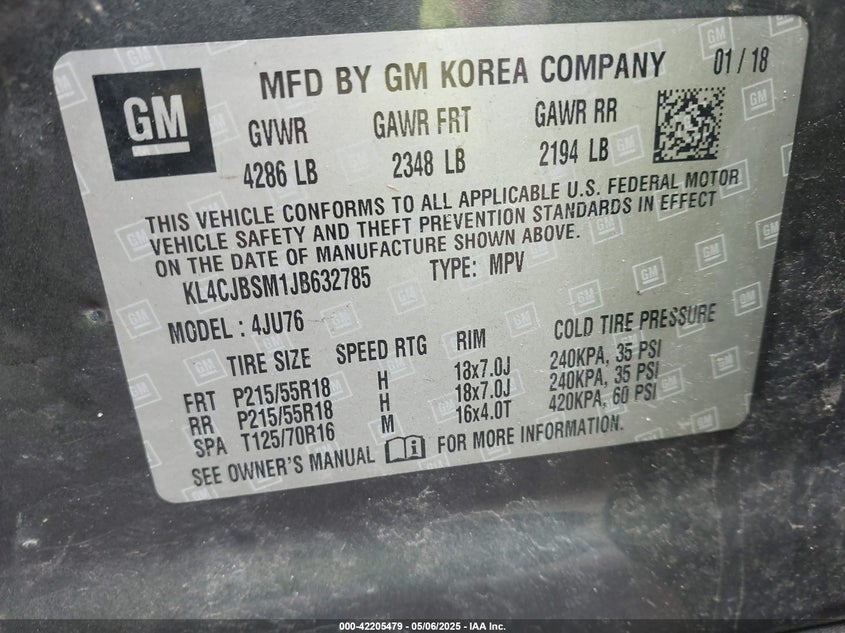 GM
MFD BY GM KOREA COMPANY 01 / 18
GVWR GAWR FRT GAWR RR
4286 LB 2348 LB 2194 LB
THIS VEHICLE CONFORMS TO ALL APPLICABLE U.S. FEDERAL MOTOR
VEHICLE SAFETY AND THEFT PREVENTION STANDARDS IN EFFECT
ON THE DATE OF MANUFACTURE SHOWN ABOVE.
KL4CJBSM1JB632785 TYPE: MPV
MODEL : 4JU76
TIRE SIZE SPEED RTG RIM COLD TIRE PRESSURE
FRT P215/55R18 H 18x7.0J 240KPA, 35 PSI
RR P215/55R18 H 18x7.0J 240KPA, 35 PSI
SPA T125/70R16 M 16x4.0T 420KPA, 60 PSI
SEE OWNER'S MANUAL FOR MORE INFORMATION.
000-42205479 - 05/06/2025 - IAA Inc.